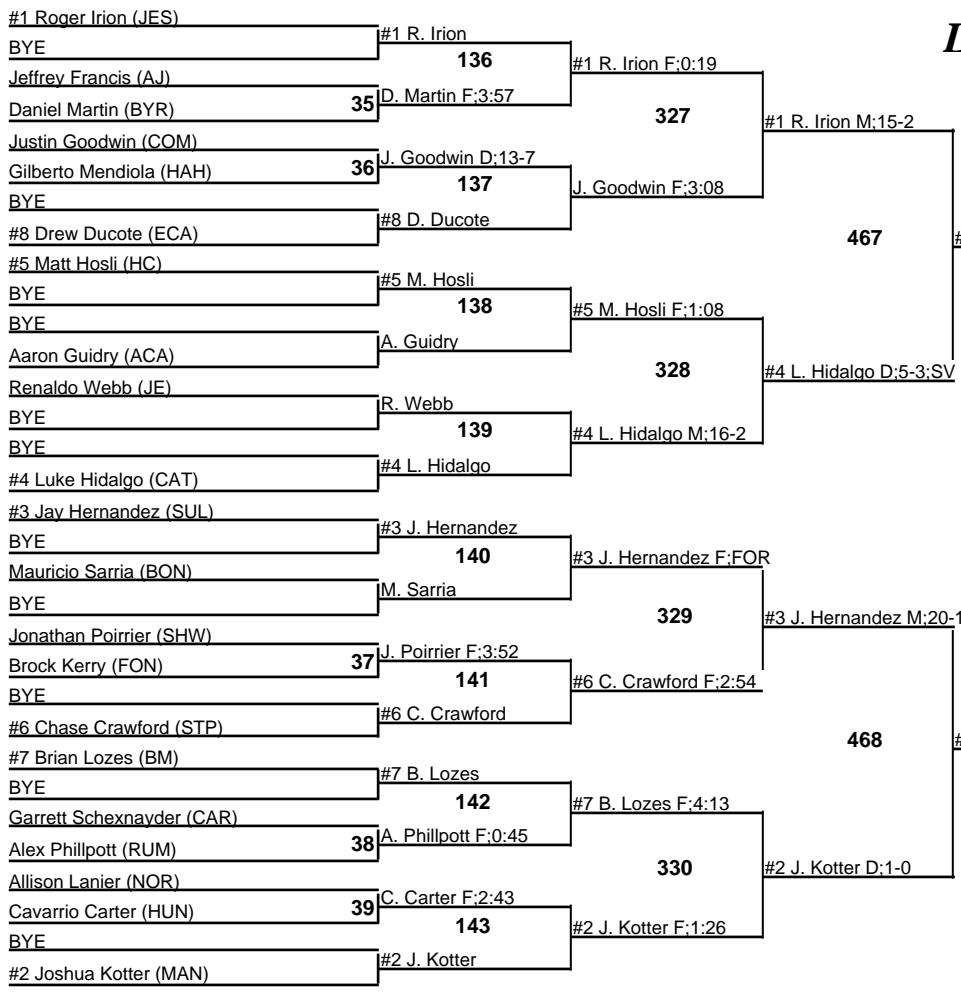 #1 Roger Irion (JES)
BYE
Jeffrey Francis (AJ)
Daniel Martin (BYR)
Justin Goodwin (COM)
Gilberto Mendiola (HAH)
BYE
#8 Drew Ducote (ECA)
#5 Matt Hosli (HC)
BYE
BYE
Aaron Guidry (ACA)
Renaldo Webb (JE)
BYE
BYE
#4 Luke Hidalgo (CAT)
#3 Jay Hernandez (SUL)
BYE
Mauricio Sarria (BON)
BYE
Jonathan Poirrier (SHW)
Brock Kerry (FON)
BYE
#6 Chase Crawford (STP)
#7 Brian Lozes (BM)
BYE
Garrett Schexnayder (CAR)
Alex Phillpott (RUM)
Allison Lanier (NOR)
Cavarrio Carter (HUN)
BYE
#2 Joshua Kotter (MAN)
35
36
37
38
39
#1 R. Irion
136
D. Martin F;3:57
J. Goodwin D;13-7
137
#8 D. Ducote
#5 M. Hosli
138
A. Guidry
R. Webb
139
#4 L. Hidalgo
#3 J. Hernandez
140
M. Sarria
J. Poirrier F;3:52
141
#6 C. Crawford
#7 B. Lozes
142
A. Phillpott F;0:45
C. Carter F;2:43
143
#2 J. Kotter
#1 R. Irion F;0:19
327
J. Goodwin F;3:08
#5 M. Hosli F;1:08
328
#4 L. Hidalgo M;16-2
#3 J. Hernandez F;FOR
329
#6 C. Crawford F;2:54
#7 B. Lozes F;4:13
330
#2 J. Kotter F;1:26
#1 R. Irion M;15-2
467
#4 L. Hidalgo D;5-3;SV
#3 J. Hernandez M;20-1
468
#2 J. Kotter D;1-0
L
#
#